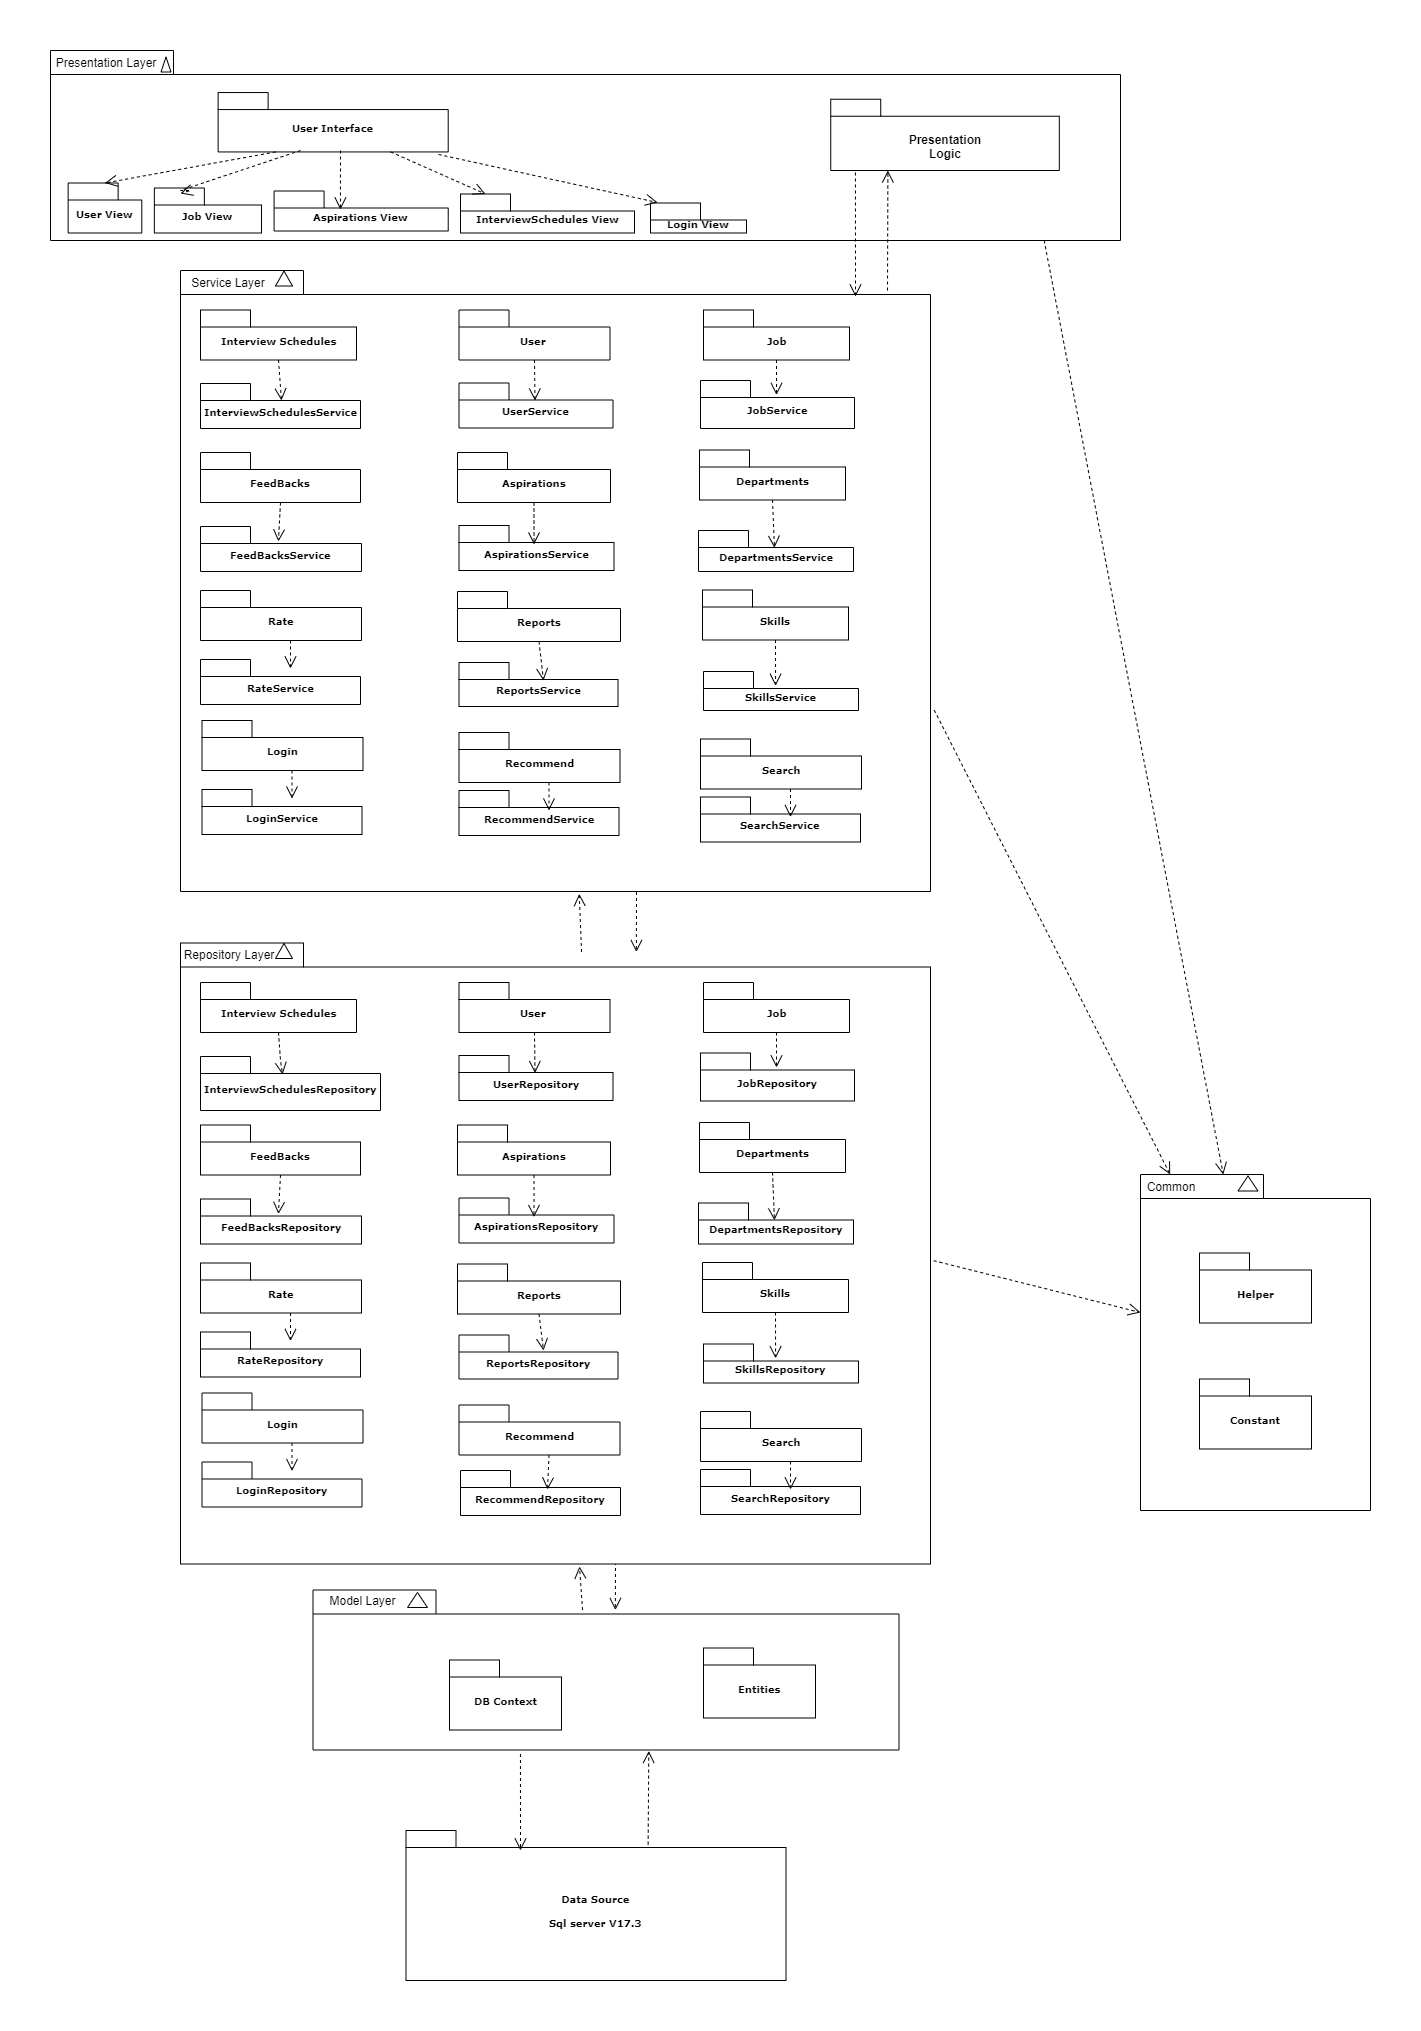 Presentation Layer
User Interface
Presentation
Logic
User View
Job View
Aspirations View
InterviewSchedules View
Login View
Service Layer
Interview Schedules
User
Job
InterviewSchedulesService
UserService
JobService
FeedBacks
Aspirations
Departments
FeedBacksService
AspirationsService
DepartmentsService
Rate
Reports
Skills
RateService
ReportsService
SkillsService
Login
Recommend
Search
LoginService
RecommendService
SearchService
Repository Layer
Interview Schedules
User
Job
InterviewSchedulesRepository
UserRepository
JobRepository
FeedBacks
Aspirations
Departments
FeedBacksRepository
AspirationsRepository
DepartmentsRepository
Rate
Reports
Skills
RateRepository
ReportsRepository
SkillsRepository
Login
Recommend
Search
LoginRepository
RecommendRepository
SearchRepository
Common
Helper
Constant
Model Layer
DB Context
Entities
Data Source
Sql server V17.3